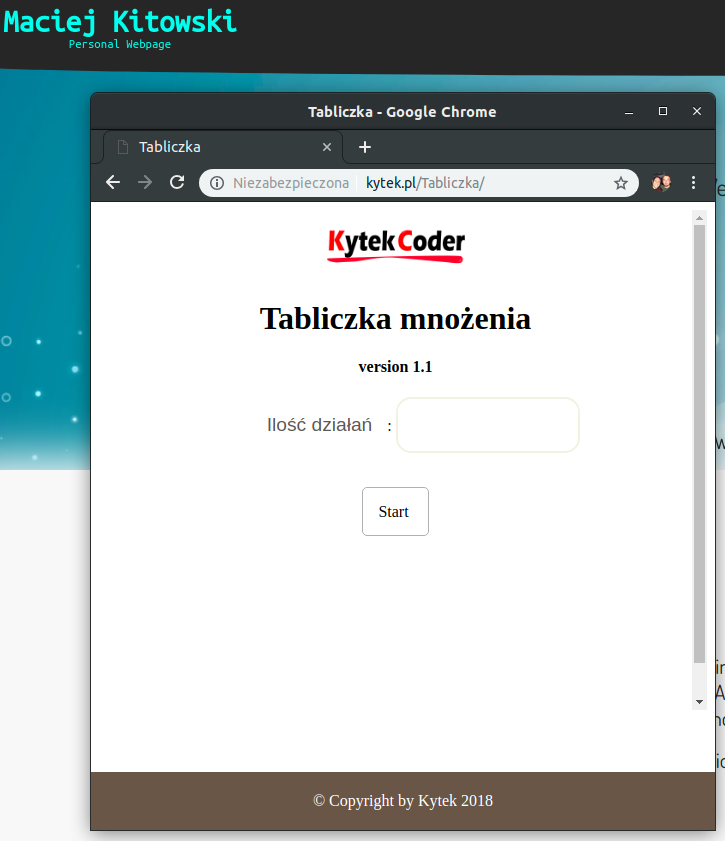 Maciej Kitowski
Personal Webpage
Tabliczka - Google Chrome
Tabliczka
Niezabezpieczona kytek.pl/Tabliczka/
KytekCoder
Tabliczka mnożenia
version 1.1
Ilość działań :
Start
© Copyright by Kytek 2018